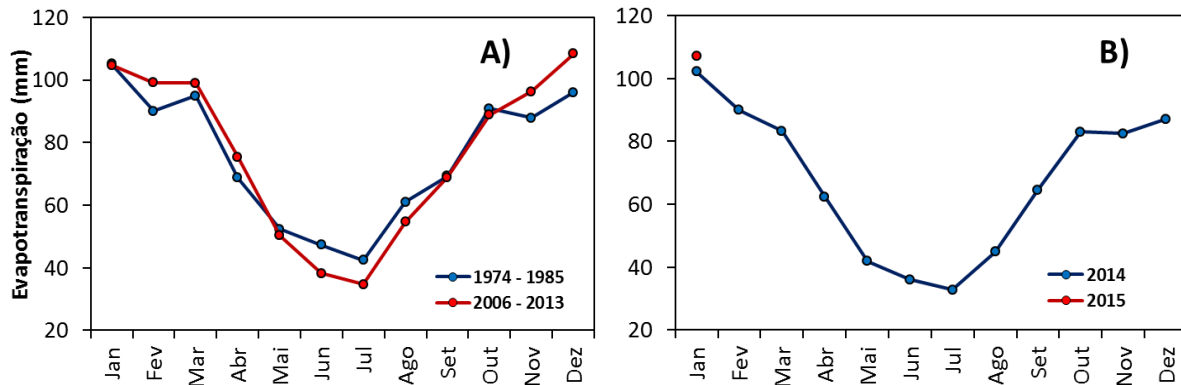 Evapotranspiração (mm)
120
100
80
60
40
20
A)
1974 - 1985
2006 - 2013
Jan Fev Mar Abr Mai Jun Jul Ago Set Out Nov Dez
120
100
80
60
40
20
B)
2014
2015
Jan Fev Mar Abr Mai Jun Jul Ago Set Out Nov Dez